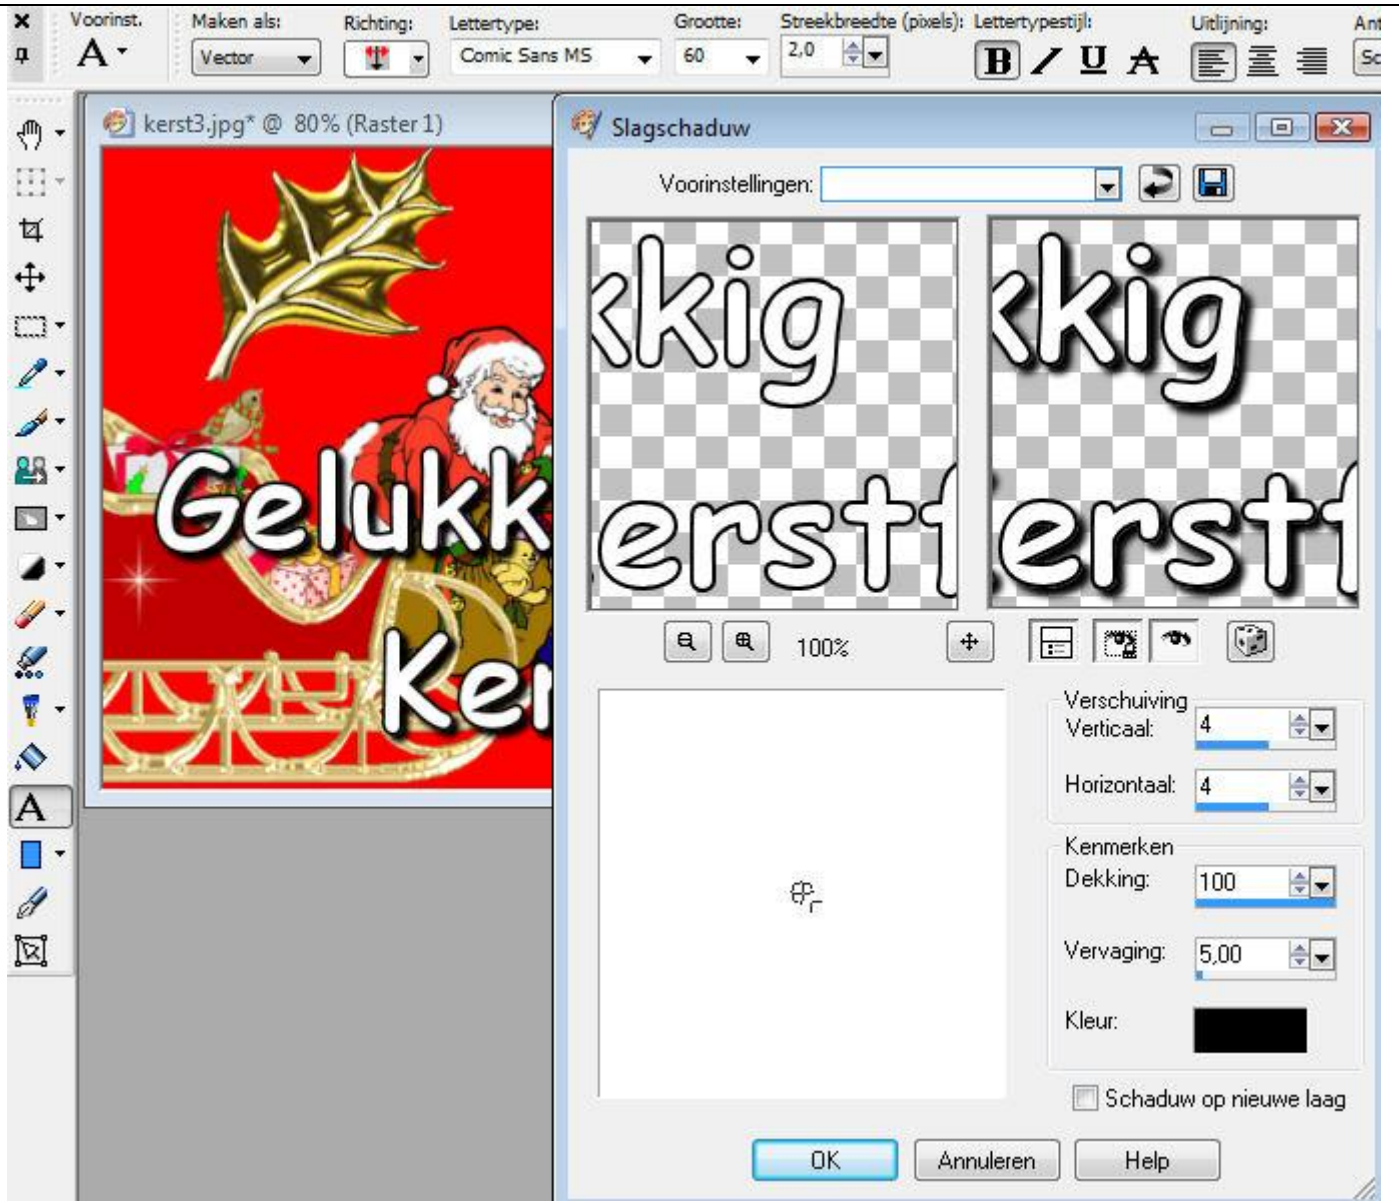 Voorinst.
Maken als:
Richting:
Lettertype:
Grootte:
Streekbreedte (pixels):
Lettertypestijl:
Uitlijning:
Ant
A
Vector
Comic Sans MS
60
2,0
B
U
A
Sc
kerst3.jpg* @ 80% (Raster 1)
Gelukk
Ker
A
Slagschaduw
Voorinstellingen:
kkig
erstf
kkig
erstf
100%
Verschuiving
Verticaal: 4
Horizontaal: 4
Kenmerken
Dekking: 100
Vervaging: 5,00
Kleur:
Schaduw op nieuwe laag
OK
Annuleren
Help